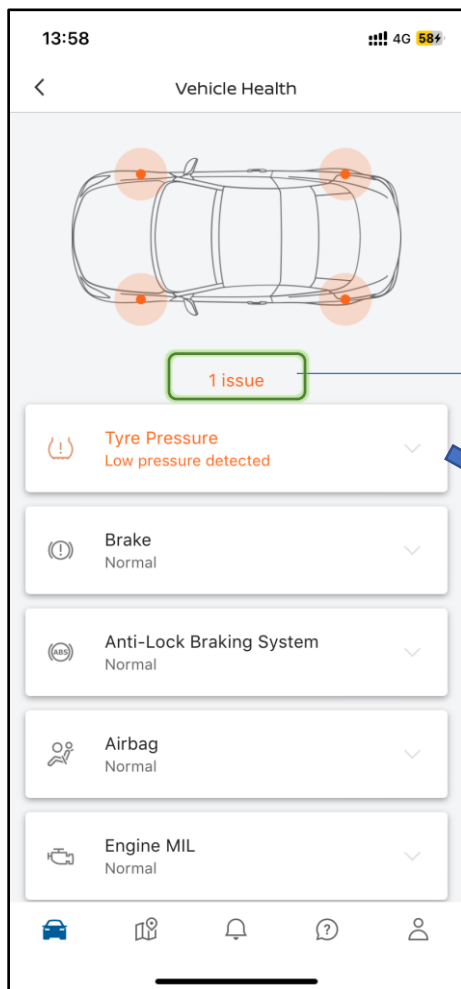 13:58
4G 58
Vehicle Health
1 issue
Tyre Pressure
Low pressure detected
Brake
Normal
Anti-Lock Braking System
ABS
Normal
Airbag
Normal
Engine MIL
Normal